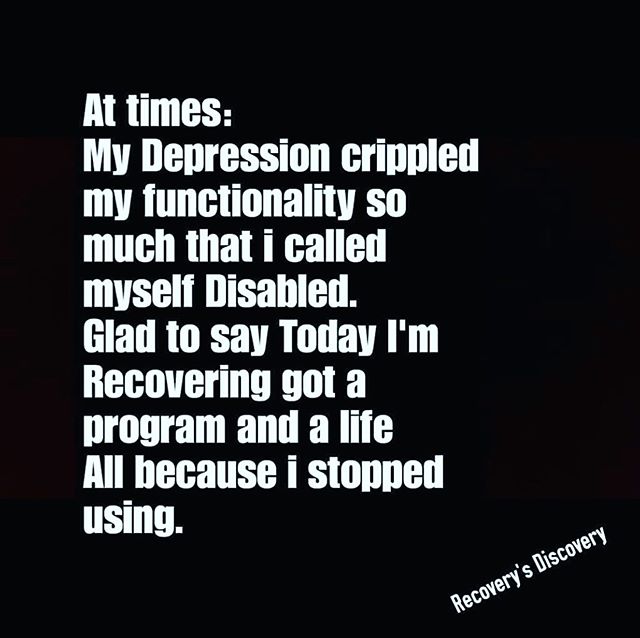 At times:
My Depression crippled
my functionality so
much that i called
myself Disabled.
Glad to say Today I'm
Recovering got a
program and a life
All because i stopped
using.
Recovery's Discovery